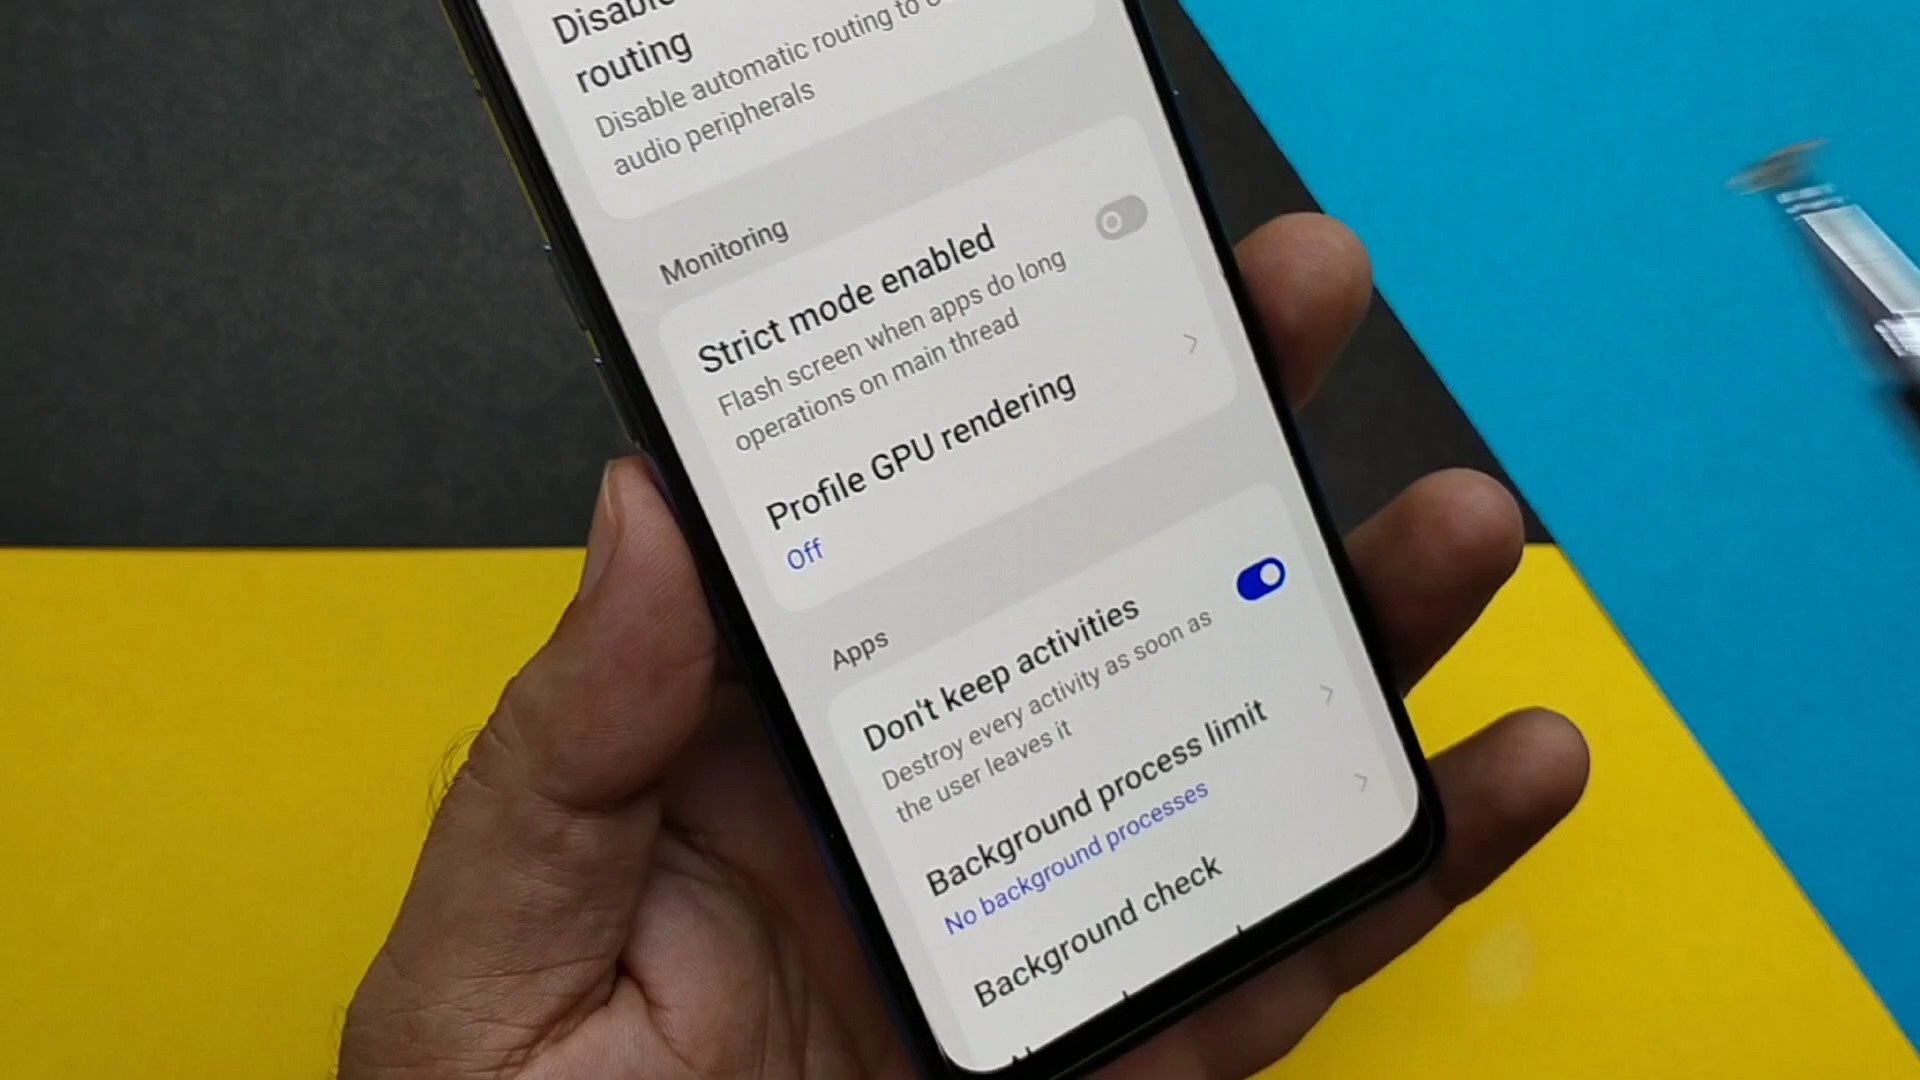 Disable
routing
Disable automatic routing to
audio peripherals
Monitoring
Strict mode enabled
Flash screen when apps do long
operations on main thread
Profile GPU rendering
Off
Apps
Don't keep activities
Destroy every activity as soon as
the user leaves it
Background process limit
No background processes
Background check